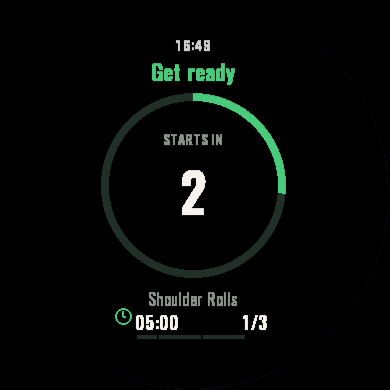 16:49
Get ready
STARTS IN
2
Shoulder Rolls
05:00 1/3